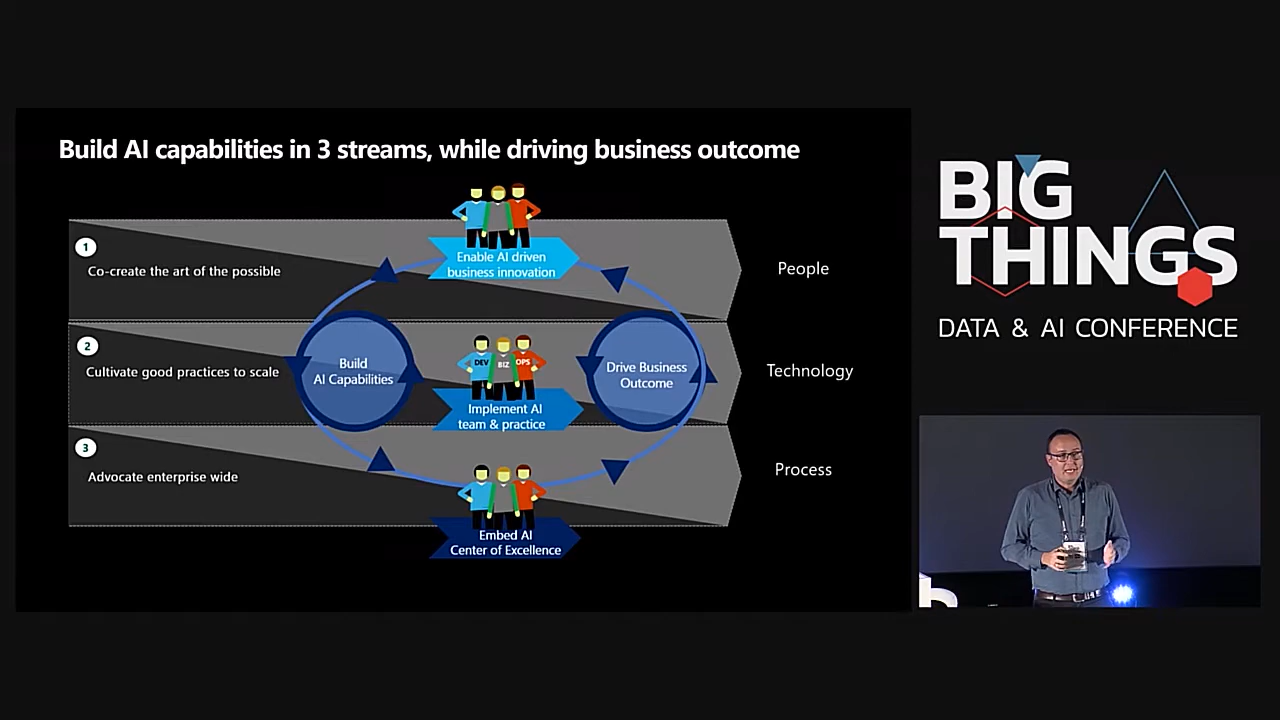 Build AI capabilities in 3 streams, while driving business outcome
1
Co-create the art of the possible
Enable AI driven
business innovation
People
2
Cultivate good practices to scale
Build
AI Capabilities
DEV
BIZ
OPS
Implement AI
team & practice
Drive Business
Outcome
Technology
3
Advocate enterprise wide
Embed AI
Center of Excellence
Process
BIG
THINGS
DATA & AI CONFERENCE